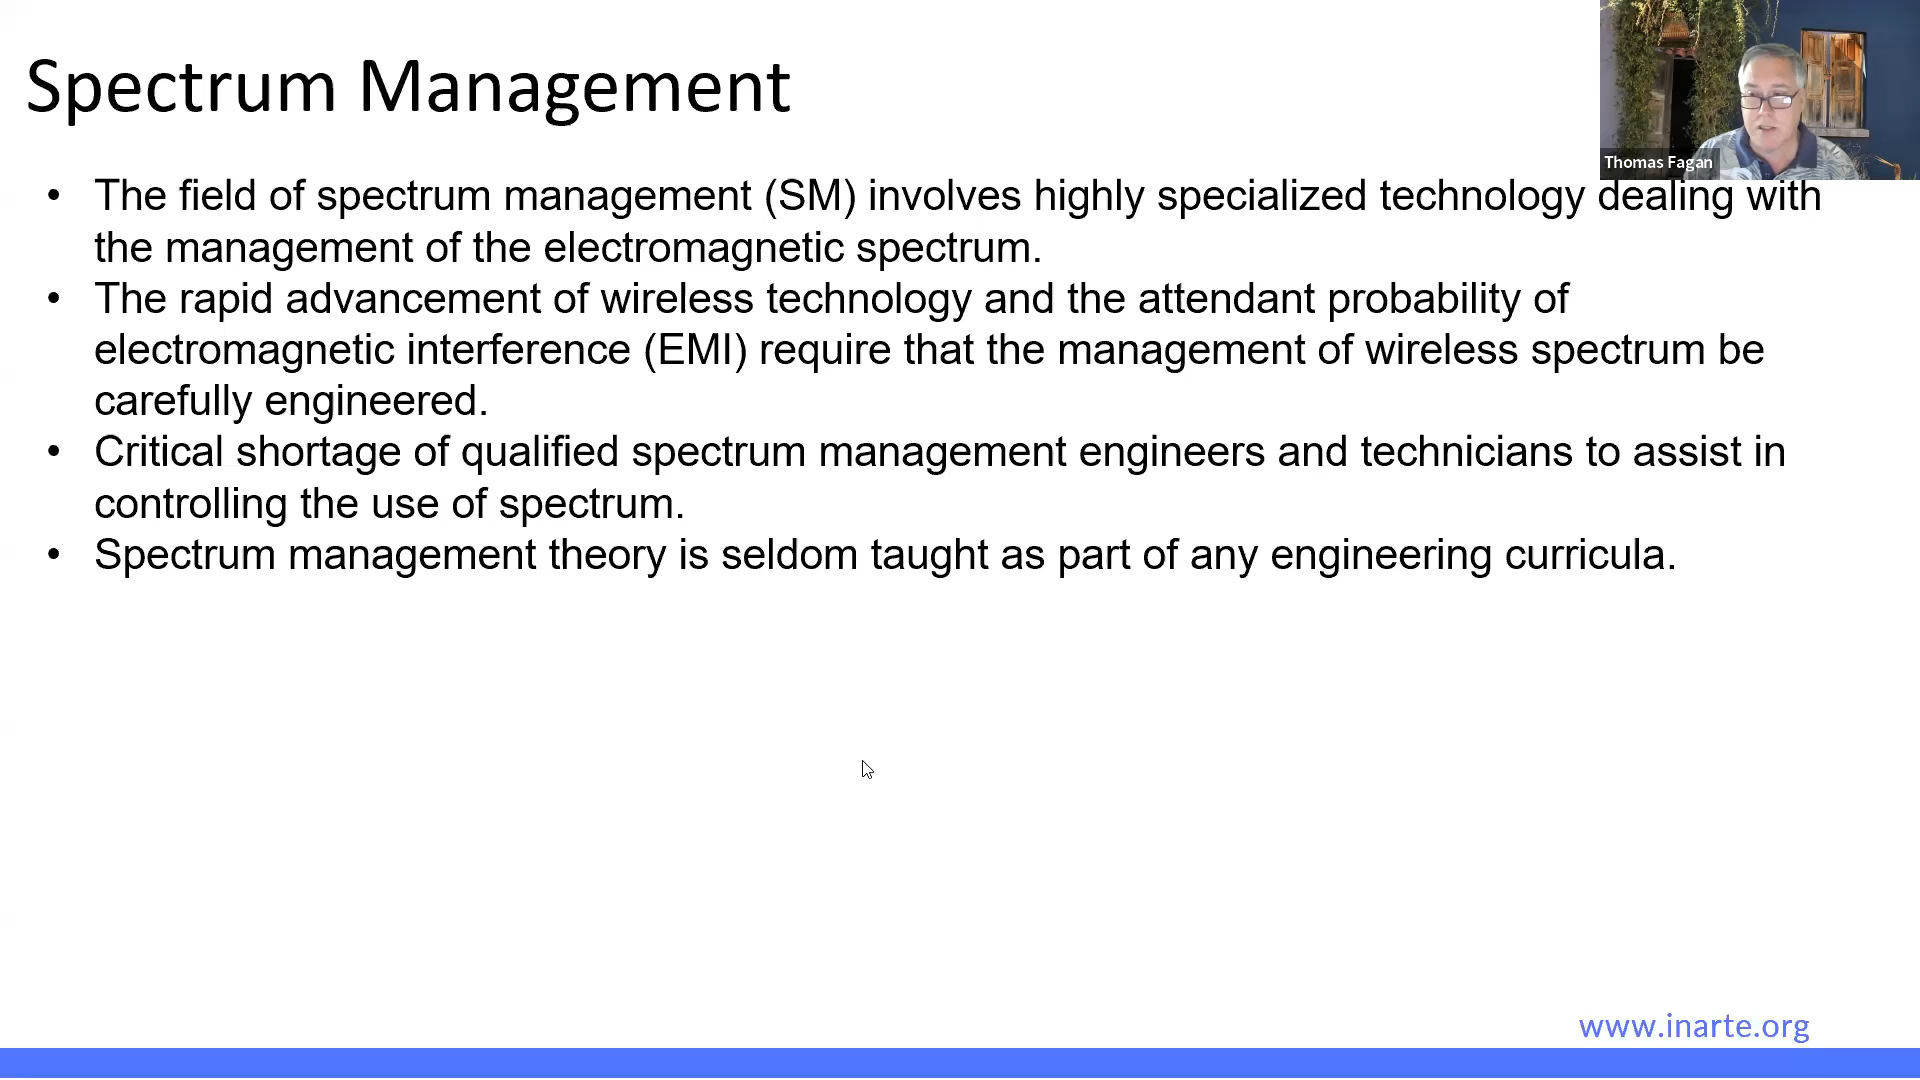 Spectrum Management
Thomas Fagan
• The field of spectrum management (SM) involves highly specialized technology dealing with
the management of the electromagnetic spectrum.
• The rapid advancement of wireless technology and the attendant probability of
electromagnetic interference (EMI) require that the management of wireless spectrum be
carefully engineered.
• Critical shortage of qualified spectrum management engineers and technicians to assist in
controlling the use of spectrum.
• Spectrum management theory is seldom taught as part of any engineering curricula.
www.inarte.org